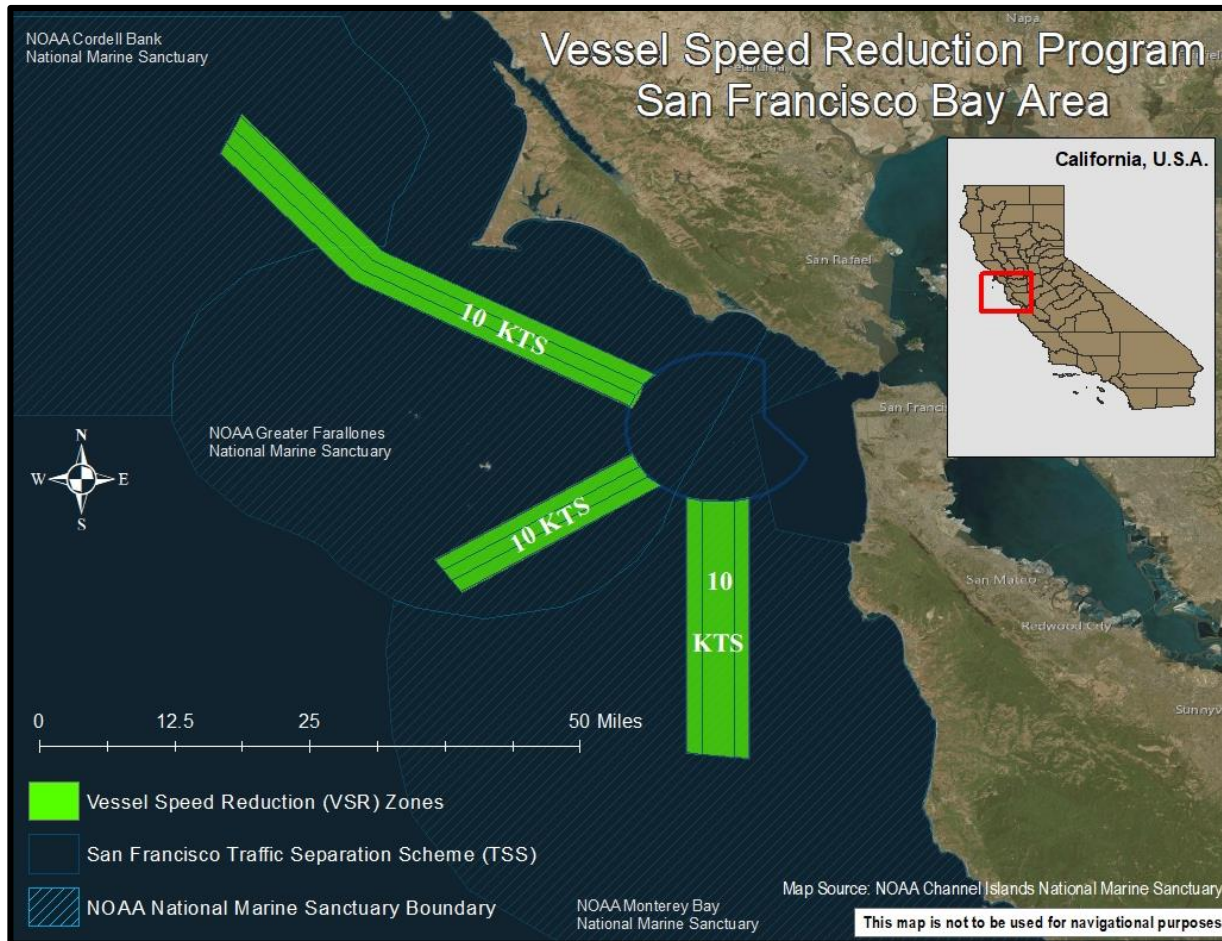 NOAA Cordell Bank
National Marine Sanctuary
Vessel Speed Reduction Program
San Francisco Bay Area
Napa
California, U.S.A.
San Rafael
10 KTS
San Francis
NOAA Greater Farallones
National Marine Sanctuary
N
W
E
S
10 KTS
10
KTS
San Mateo
Redwood City
Sunnyv
0
12.5
25
50 Miles
Vessel Speed Reduction (VSR) Zones
San Francisco Traffic Separation Scheme (TSS)
NOAA National Marine Sanctuary Boundary
Map Source: NOAA Channel Islands National Marine Sanctuary
NOAA Monterey Bay
National Marine Sanctuary
This map is not to be used for navigational purposes